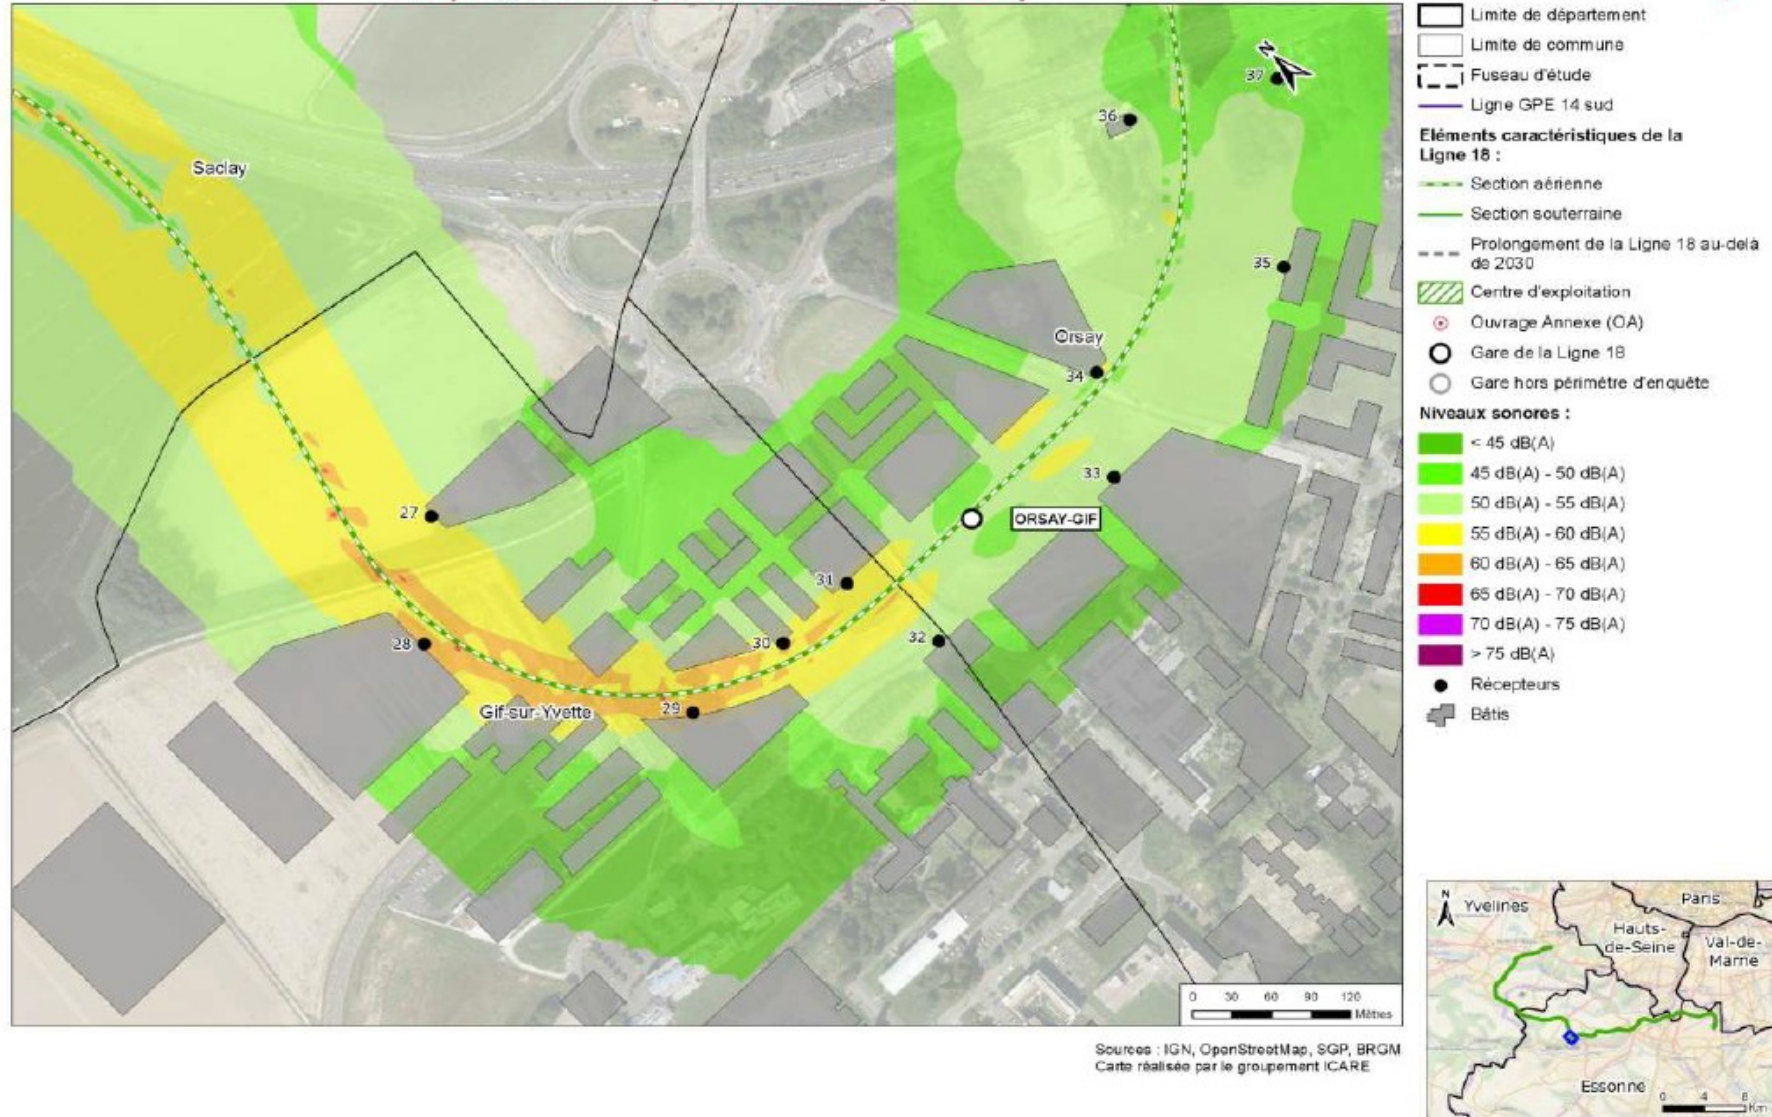 Saclay
37
36
35
Orsay
34
33
27
ORSAY-GIF
31
30
32
28
29
Gif-sur-Yvette
0 30 60 90 120
Mètres
Sources : IGN, OpenStreetMap, SGP, BRGM
Carte réalisée par le groupement ICARE
Limite de département
Limite de commune
Fuseau d'étude
Ligne GPE 14 sud
Eléments caractéristiques de la
Ligne 18 :
Section aérienne
Section souterraine
Prolongement de la Ligne 18 au-delà
de 2030
Centre d'exploitation
Ouvrage Annexe (OA)
Gare de la Ligne 18
Gare hors périmètre d'enquête
Niveaux sonores :
< 45 dB(A)
45 dB(A) - 50 dB(A)
50 dB(A) - 55 dB(A)
55 dB(A) - 60 dB(A)
60 dB(A) - 65 dB(A)
65 dB(A) - 70 dB(A)
70 dB(A) - 75 dB(A)
> 75 dB(A)
Récepteurs
Bâtis
N
Yvelines
Paris
Hauts-
de-Seine
Val-de-
Marne
Essonne
0 4 8
Km